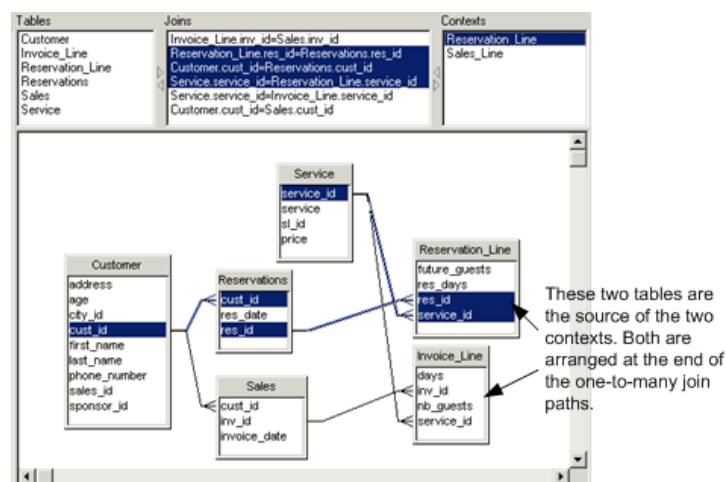 Tables
Joins
Contexts
Customer
Invoice_Line
Reservation_Line
Reservations
Sales
Service
Invoice_Line.inv_id=Sales.inv_id
Reservation_Line.res_id=Reservations.res_id
Customer.cust_id=Reservations.cust_id
Service.service_id=Reservation_Line.service_id
Service.service_id=Invoice_Line.service_id
Customer.cust_id=Sales.cust_id
Reservation_Line
Sales_Line
Service
service_id
service
sl_id
price
Customer
address
age
city_id
cust_id
first_name
last_name
phone_number
sales_id
sponsor_id
Reservations
cust_id
res_date
res_id
Sales
cust_id
inv_id
invoice_date
Reservation_Line
future_guests
res_days
res_id
service_id
Invoice_Line
days
inv_id
nb_guests
service_id
These two tables are
the source of the two
contexts. Both are
arranged at the end of
the one-to-many join
paths.